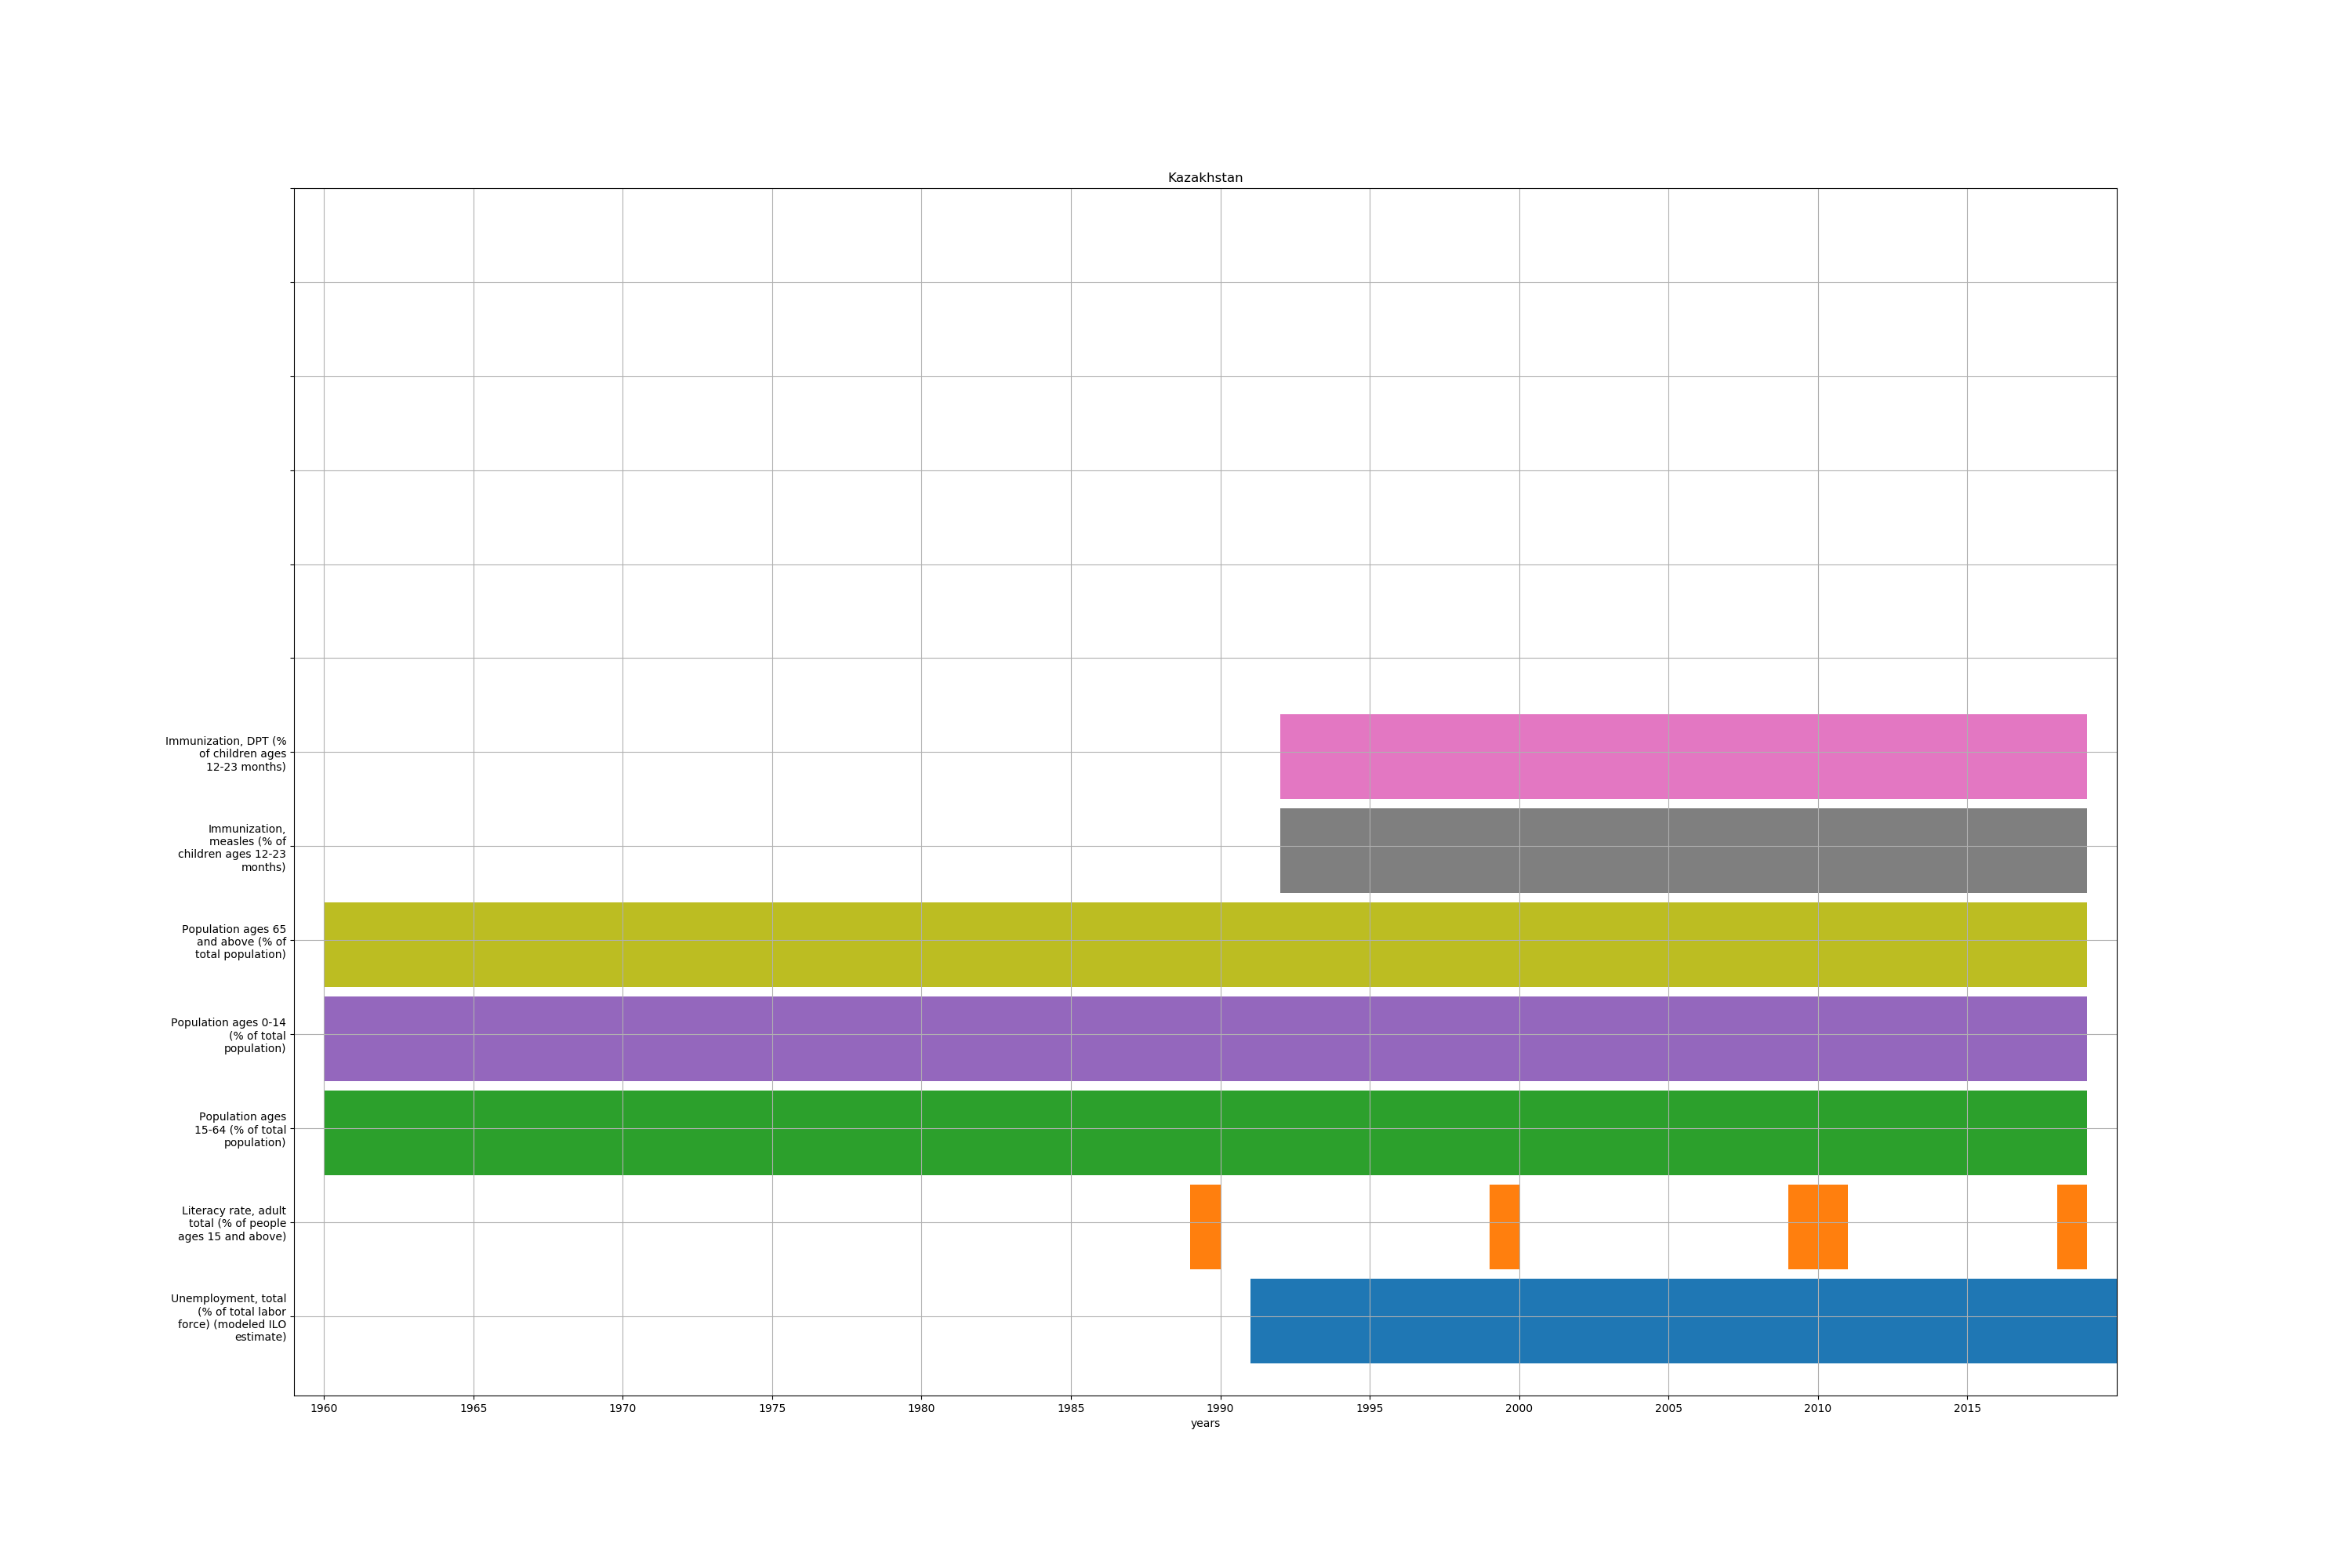 Kazakhstan
Immunization, DPT (%
of children ages
12-23 months)
Immunization,
measles (% of
children ages 12-23
months)
Population ages 65
and above (% of
total population)
Population ages 0-14
(% of total
population)
Population ages
15-64 (% of total
population)
Literacy rate, adult
total (% of people
ages 15 and above)
Unemployment, total
(% of total labor
force) (modeled ILO
estimate)
1960 1965 1970 1975 1980 1985 1990 1995 2000 2005 2010 2015
years